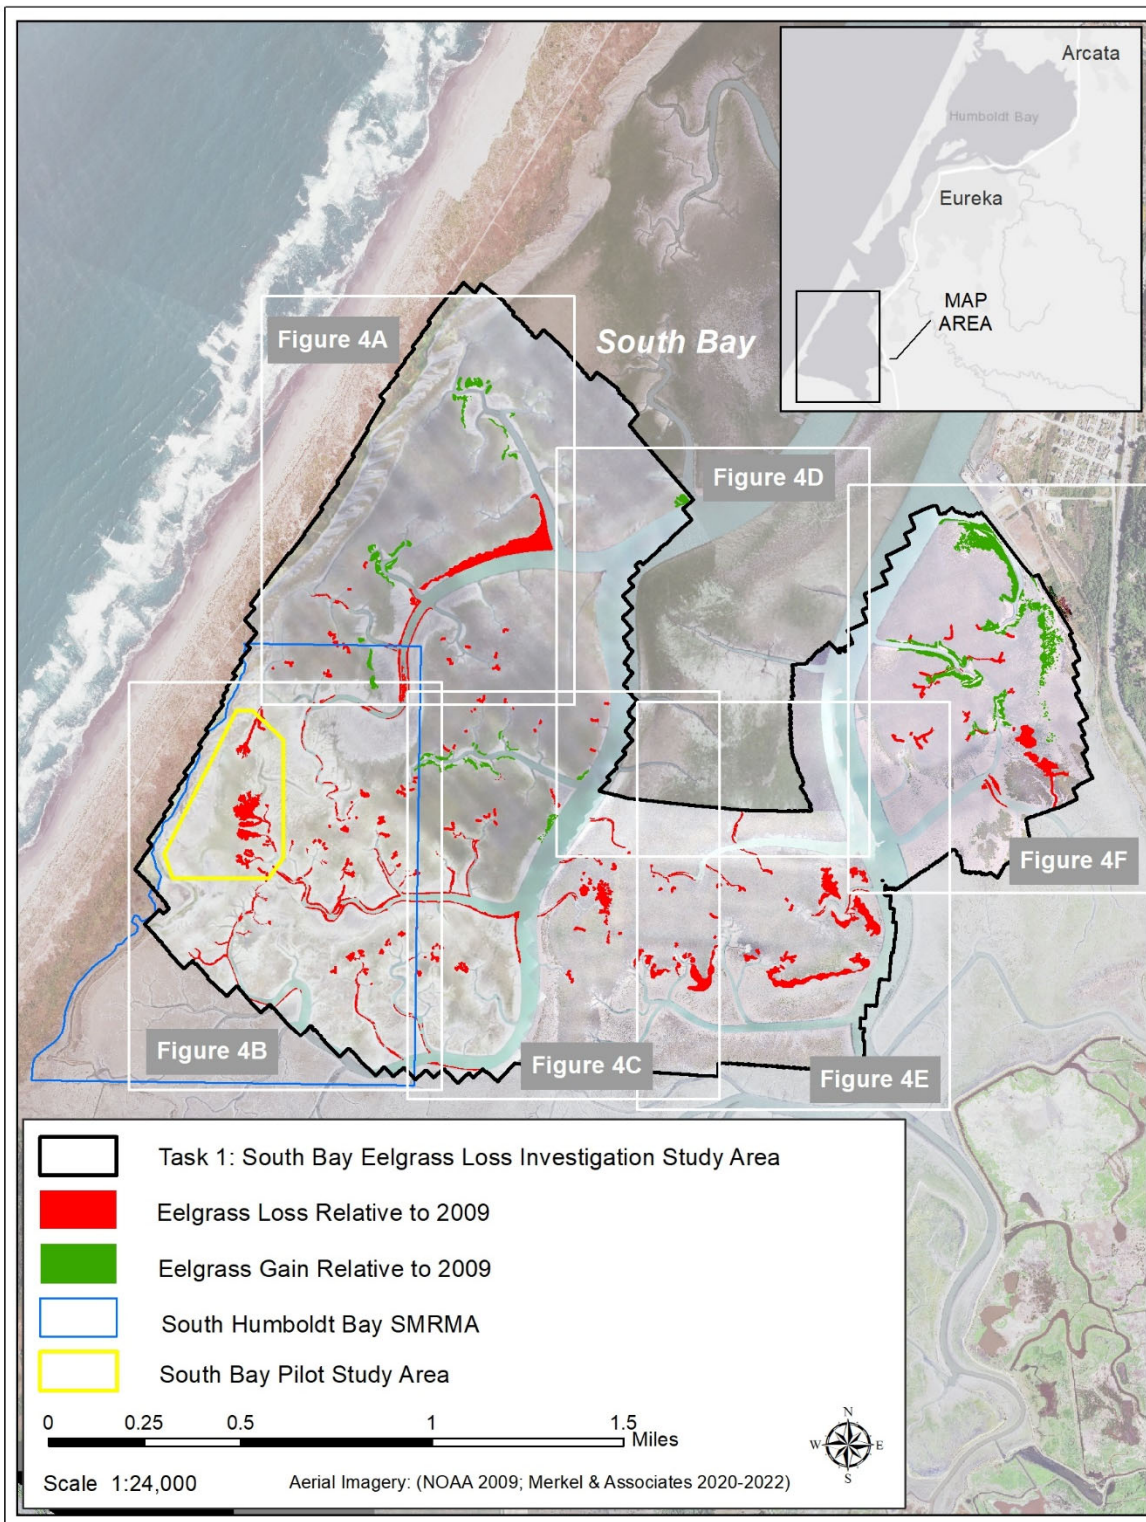 Arcata
Humboldt Bay
Eureka
MAP
AREA
South Bay
Figure 4A
Figure 4D
Figure 4F
Figure 4B
Figure 4C
Figure 4E
Task 1: South Bay Eelgrass Loss Investigation Study Area
Eelgrass Loss Relative to 2009
Eelgrass Gain Relative to 2009
South Humboldt Bay SMRMA
South Bay Pilot Study Area
0 0.25 0.5 1 1.5
Miles
N
W E
S
Scale 1:24,000
Aerial Imagery: (NOAA 2009; Merkel & Associates 2020-2022)